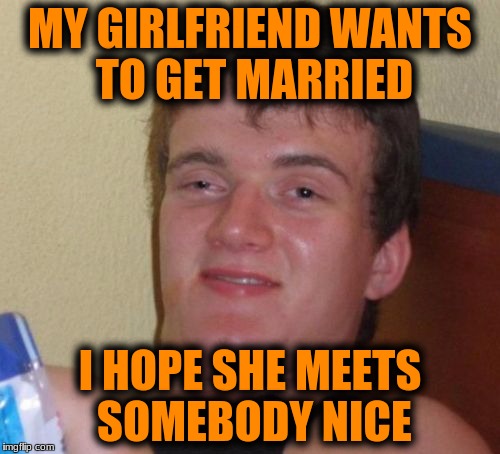 MY GIRLFRIEND WANTS
TO GET MARRIED
I HOPE SHE MEETS
SOMEBODY NICE
imgflip.com